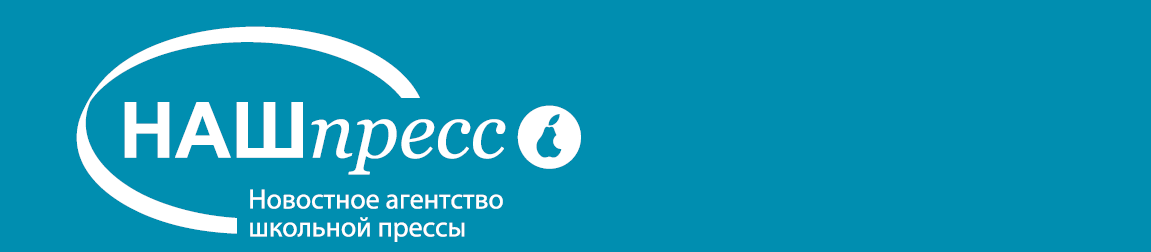 НАШпресс
Новостное агентство
школьной прессы